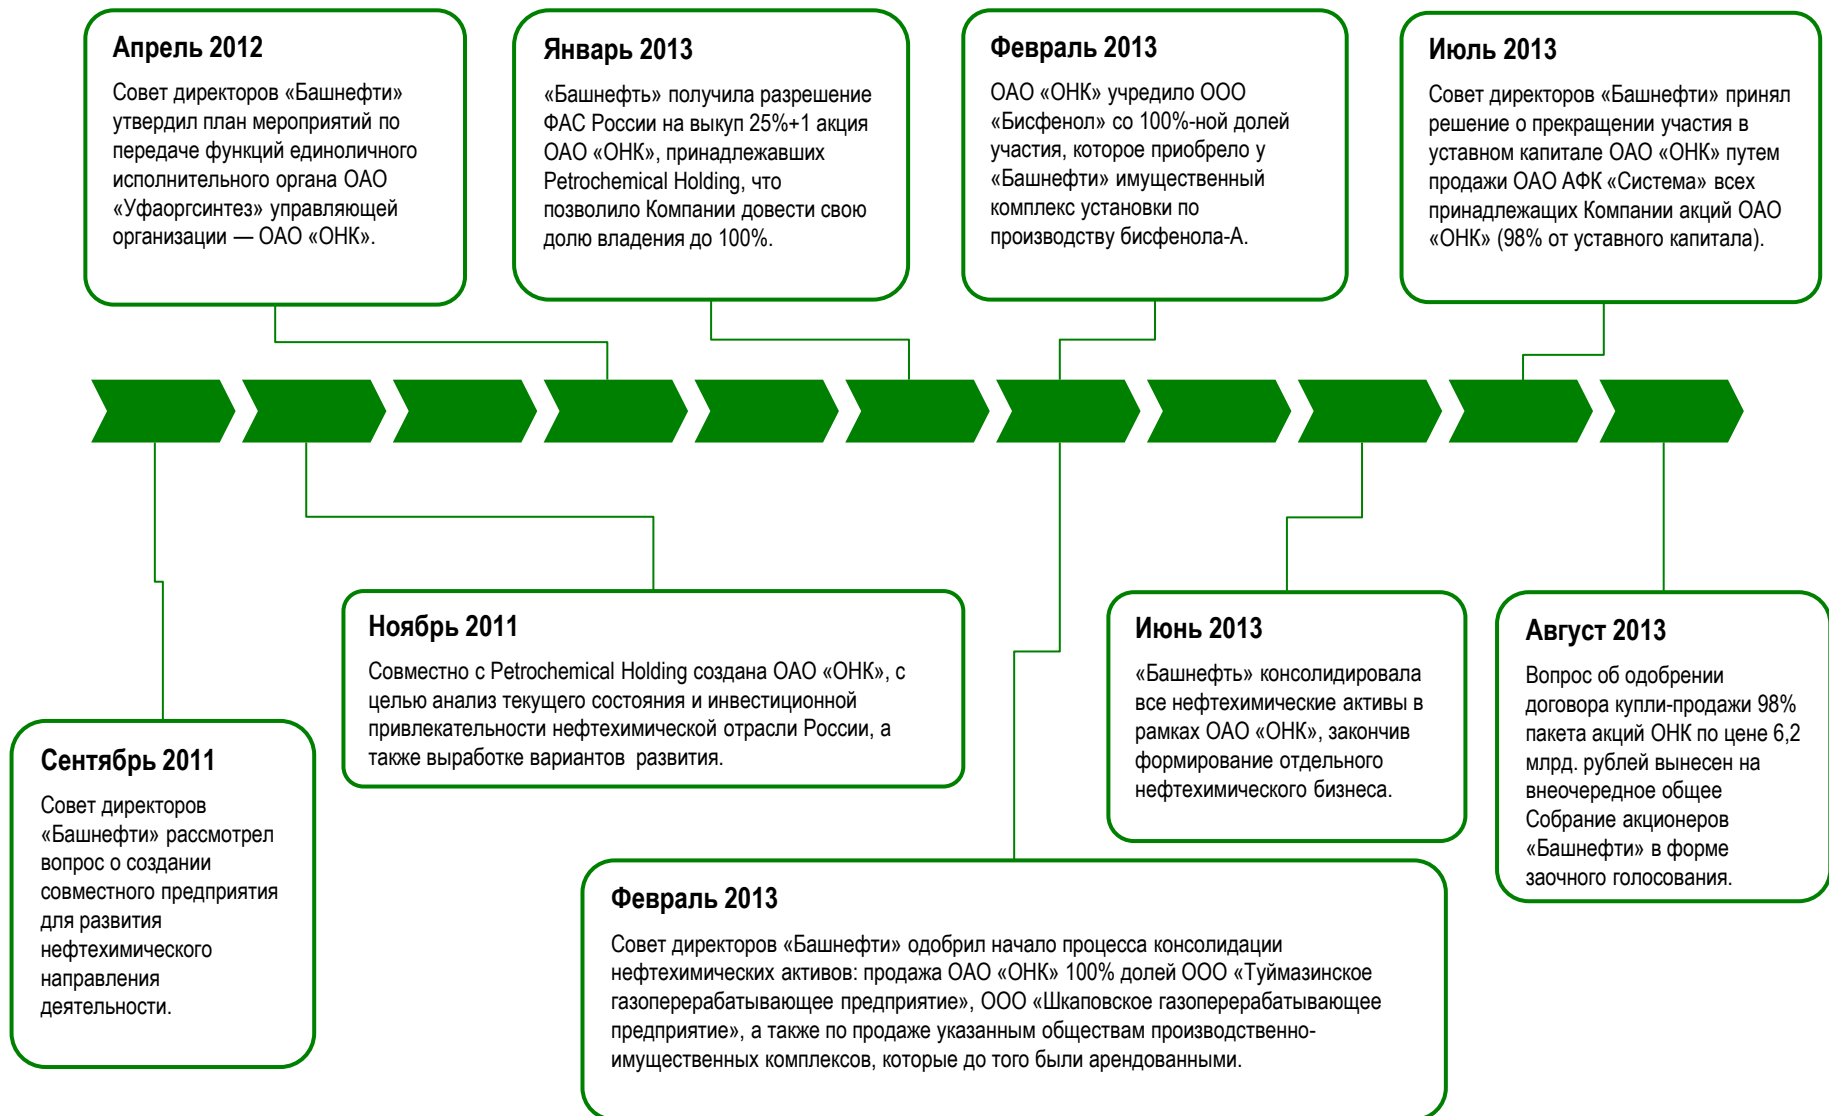 Апрель 2012
Совет директоров «Башнефти»
утвердил план мероприятий по
передаче функций единоличного
исполнительного органа ОАО
«Уфаоргсинтез» управляющей
организации — ОАО «ОНК».
Январь 2013
«Башнефть» получила разрешение
ФАС России на выкуп 25%+1 акция
ОАО «ОНК», принадлежавших
Petrochemical Holding, что
позволило Компании довести свою
долю владения до 100%.
Февраль 2013
ОАО «ОНК» учредило ООО
«Бисфенол» со 100%-ной долей
участия, которое приобрело у
«Башнефти» имущественный
комплекс установки по
производству бисфенола-А.
Июль 2013
Совет директоров «Башнефти» принял
решение о прекращении участия в
уставном капитале ОАО «ОНК» путем
продажи ОАО АФК «Система» всех
принадлежащих Компании акций ОАО
«ОНК» (98% от уставного капитала).
Сентябрь 2011
Совет директоров
«Башнефти» рассмотрел
вопрос о создании
совместного предприятия
для развития
нефтехимического
направления
деятельности.
Ноябрь 2011
Совместно с Petrochemical Holding создана ОАО «ОНК», с
целью анализ текущего состояния и инвестиционной
привлекательности нефтехимической отрасли России, а
также выработке вариантов  развития.
Февраль 2013
Совет директоров «Башнефти» одобрил начало процесса консолидации
нефтехимических активов: продажа ОАО «ОНК» 100% долей ООО «Туймазинское
газоперерабатывающее предприятие», ООО «Шкаповское газоперерабатывающее
предприятие», а также по продаже указанным обществам производственно-
имущественных комплексов, которые до того были арендованными.
Июнь 2013
«Башнефть» консолидировала
все нефтехимические активы в
рамках ОАО «ОНК», закончив
формирование отдельного
нефтехимического бизнеса.
Август 2013
Вопрос об одобрении
договора купли-продажи 98%
пакета акций ОНК по цене 6,2
млрд. рублей вынесен на
внеочередное общее
Собрание акционеров
«Башнефти» в форме
заочного голосования.